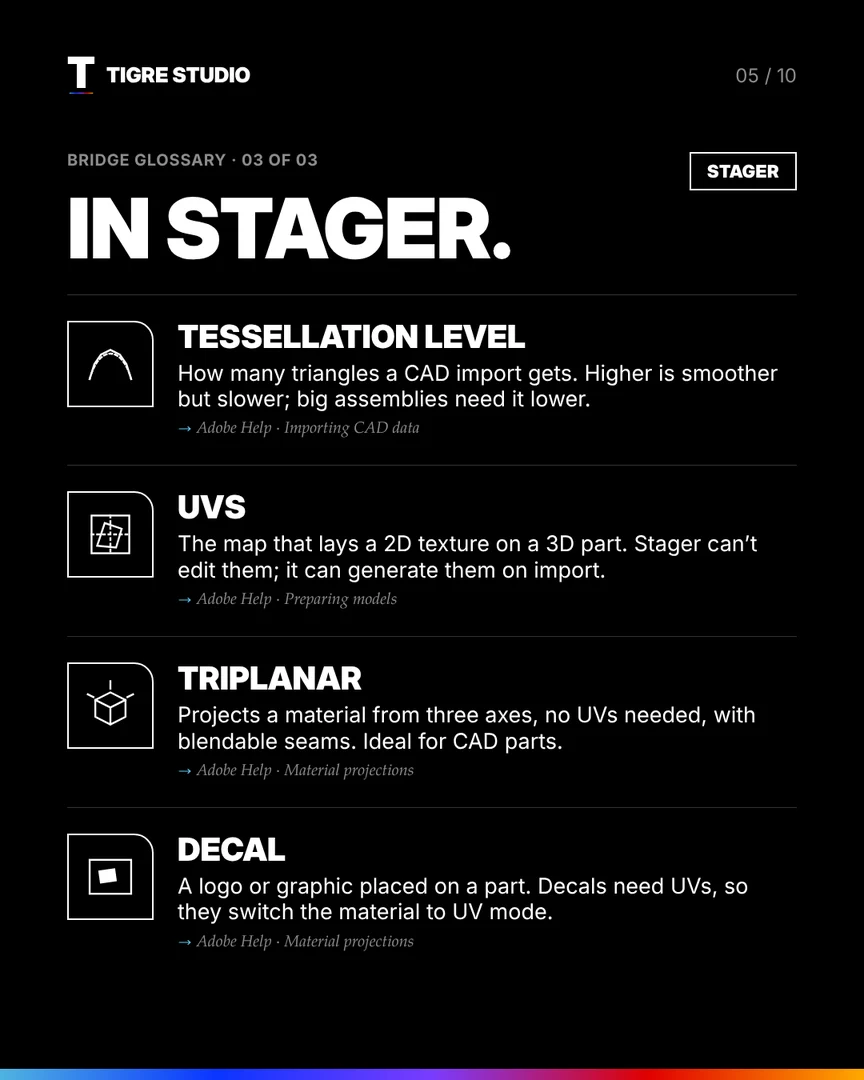 T TIGRE STUDIO
05 / 10
BRIDGE GLOSSARY · 03 OF 03
STAGER
IN STAGER.
TESSELLATION LEVEL
How many triangles a CAD import gets. Higher is smoother
but slower; big assemblies need it lower.
→ Adobe Help · Importing CAD data
UVS
The map that lays a 2D texture on a 3D part. Stager can’t
edit them; it can generate them on import.
→ Adobe Help · Preparing models
TRIPLANAR
Projects a material from three axes, no UVs needed, with
blendable seams. Ideal for CAD parts.
→ Adobe Help · Material projections
DECAL
A logo or graphic placed on a part. Decals need UVs, so
they switch the material to UV mode.
→ Adobe Help · Material projections